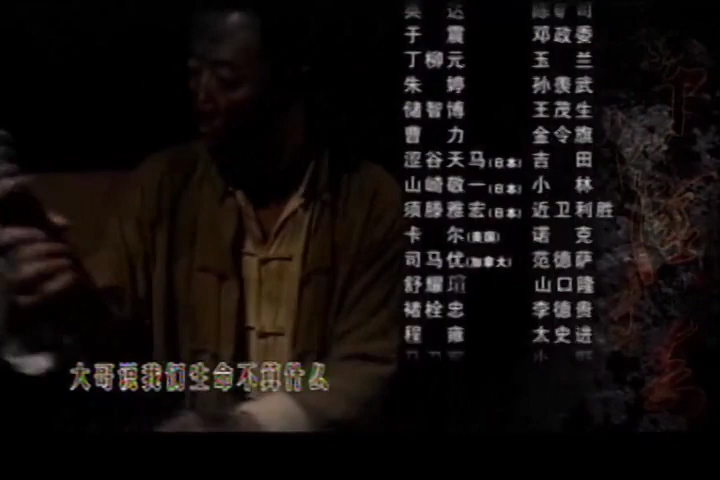 于 震 邓政委
丁柳元 玉 兰
朱 婷 孙羡武
储智博 王茂生
曹 力 金令旗
涩谷天马(日本) 吉 田
山崎敬一(日本) 小 林
须滕雅宏(日本) 近卫利胜
卡 尔(美国) 诺 克
司马优(加拿大) 范德萨
舒耀瑄 山口隆
褚栓忠 李德贵
程 雍 太史进
大哥说我们生命不算什么